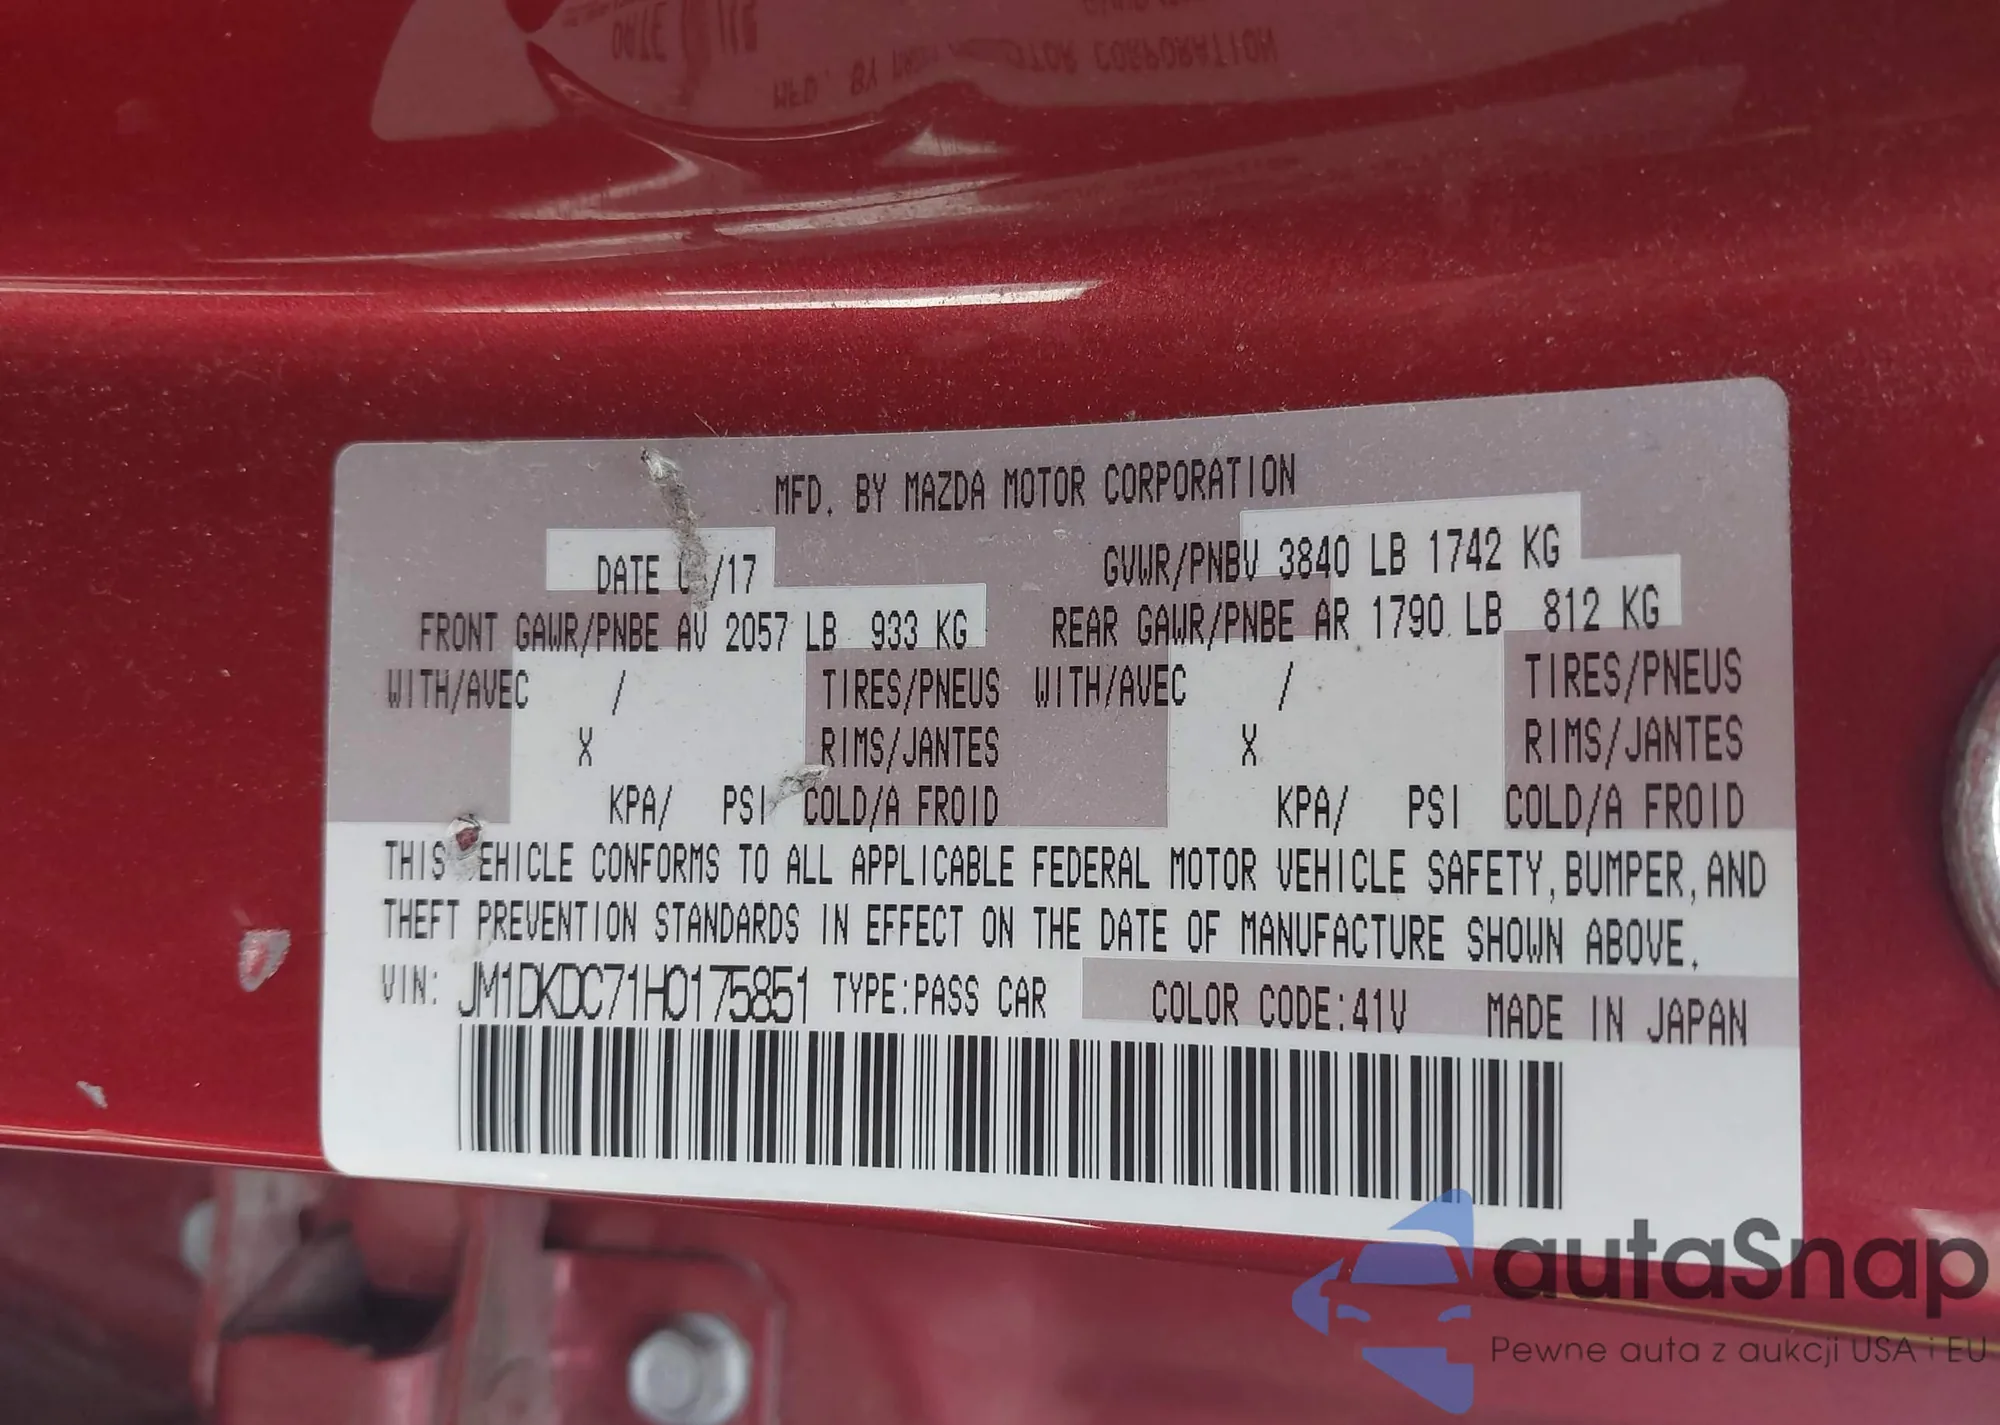 MFD. BY MAZDA MOTOR CORPORATION
DATE /17 GVWR/PNBV 3840 LB 1742 KG
FRONT GAWR/PNBE AV 2057 LB 933 KG REAR GAWR/PNBE AR 1790 LB 812 KG
WITH/AVEC / TIRES/PNEUS WITH/AVEC / TIRES/PNEUS
X RIMS/JANTES X RIMS/JANTES
KPA/ PSI COLD/A FROID KPA/ PSI COLD/A FROID
THIS EHICLE CONFORMS TO ALL APPLICABLE FEDERAL MOTOR VEHICLE SAFETY, BUMPER, AND
THEFT PREVENTION STANDARDS IN EFFECT ON THE DATE OF MANUFACTURE SHOWN ABOVE.
VIN: JM1DKDC71H0175851 TYPE: PASS CAR COLOR CODE: 41V MADE IN JAPAN
autaSnap
Pewne auta z aukcji USA i EU